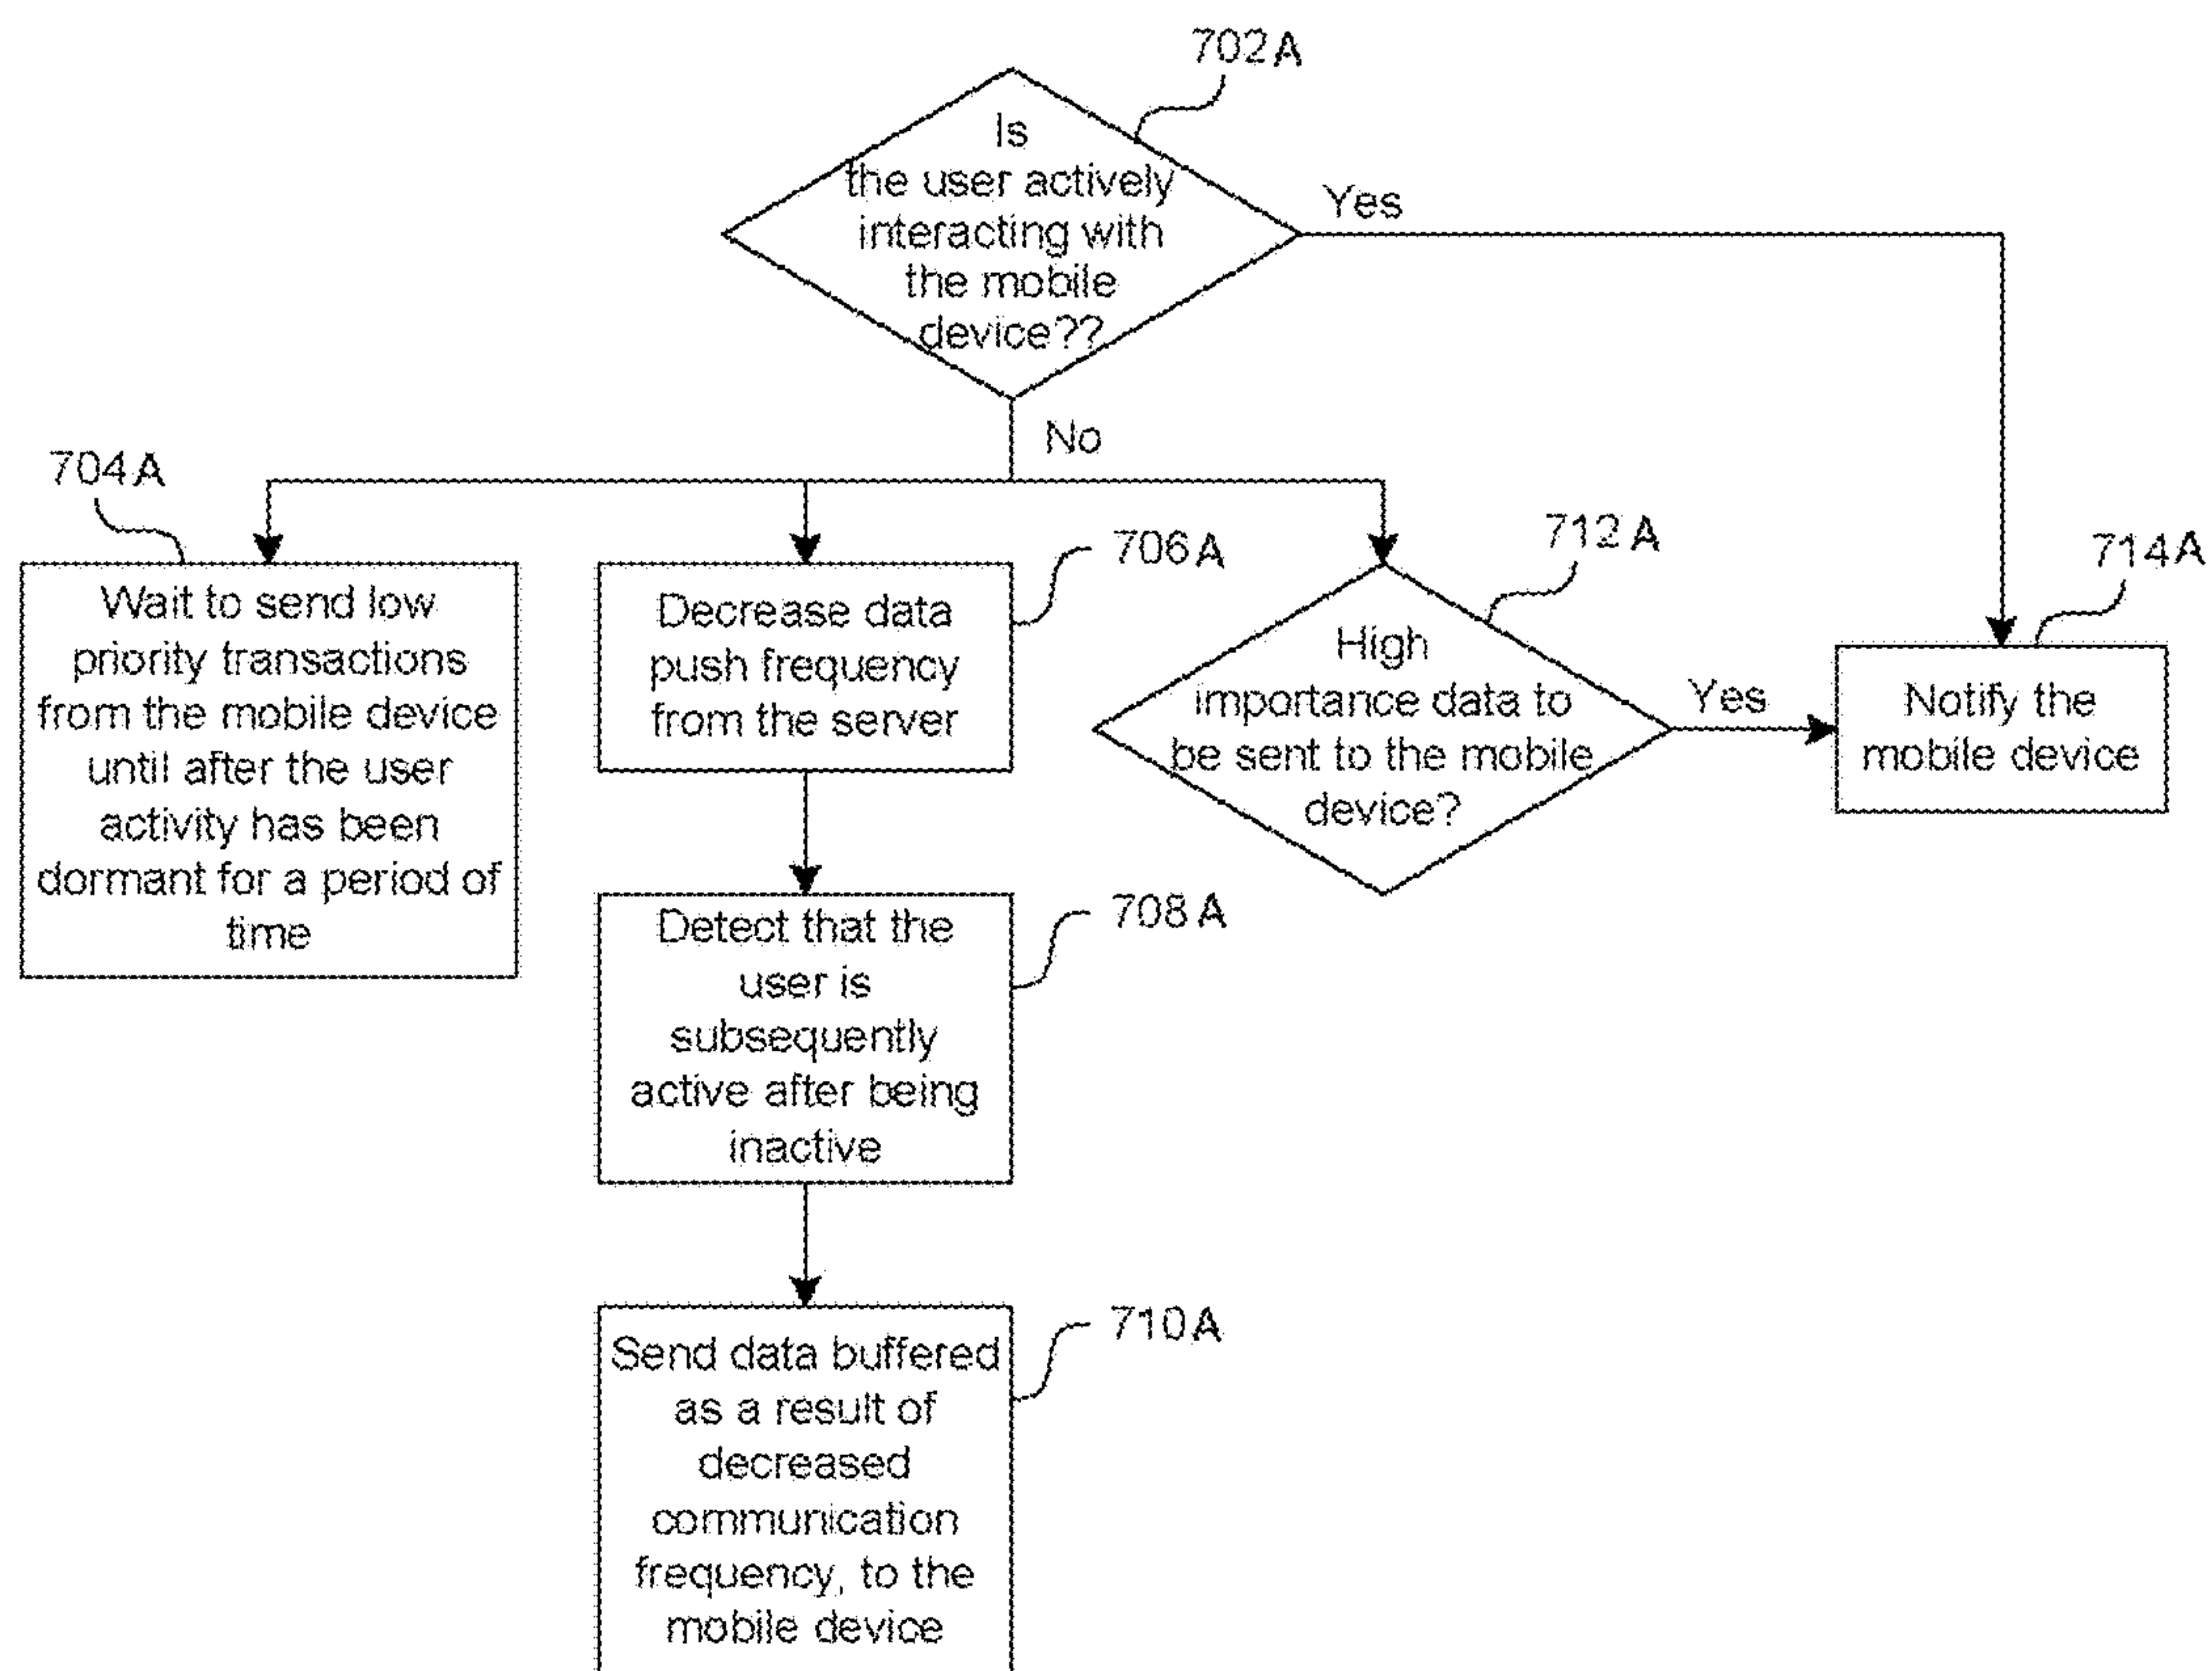 702A
Is
the user actively
interacting with
the mobile
device??
Yes
No
704A
Wait to send low
priority transactions
from the mobile device
until after the user
activity has been
dormant for a period of
time
706A
Decrease data
push frequency
from the server
712A
High
importance data to
be sent to the mobile
device?
Yes
714A
Notify the
mobile device
708A
Detect that the
user is
subsequently
active after being
inactive
710A
Send data buffered
as a result of
decreased
communication
frequency, to the
mobile device